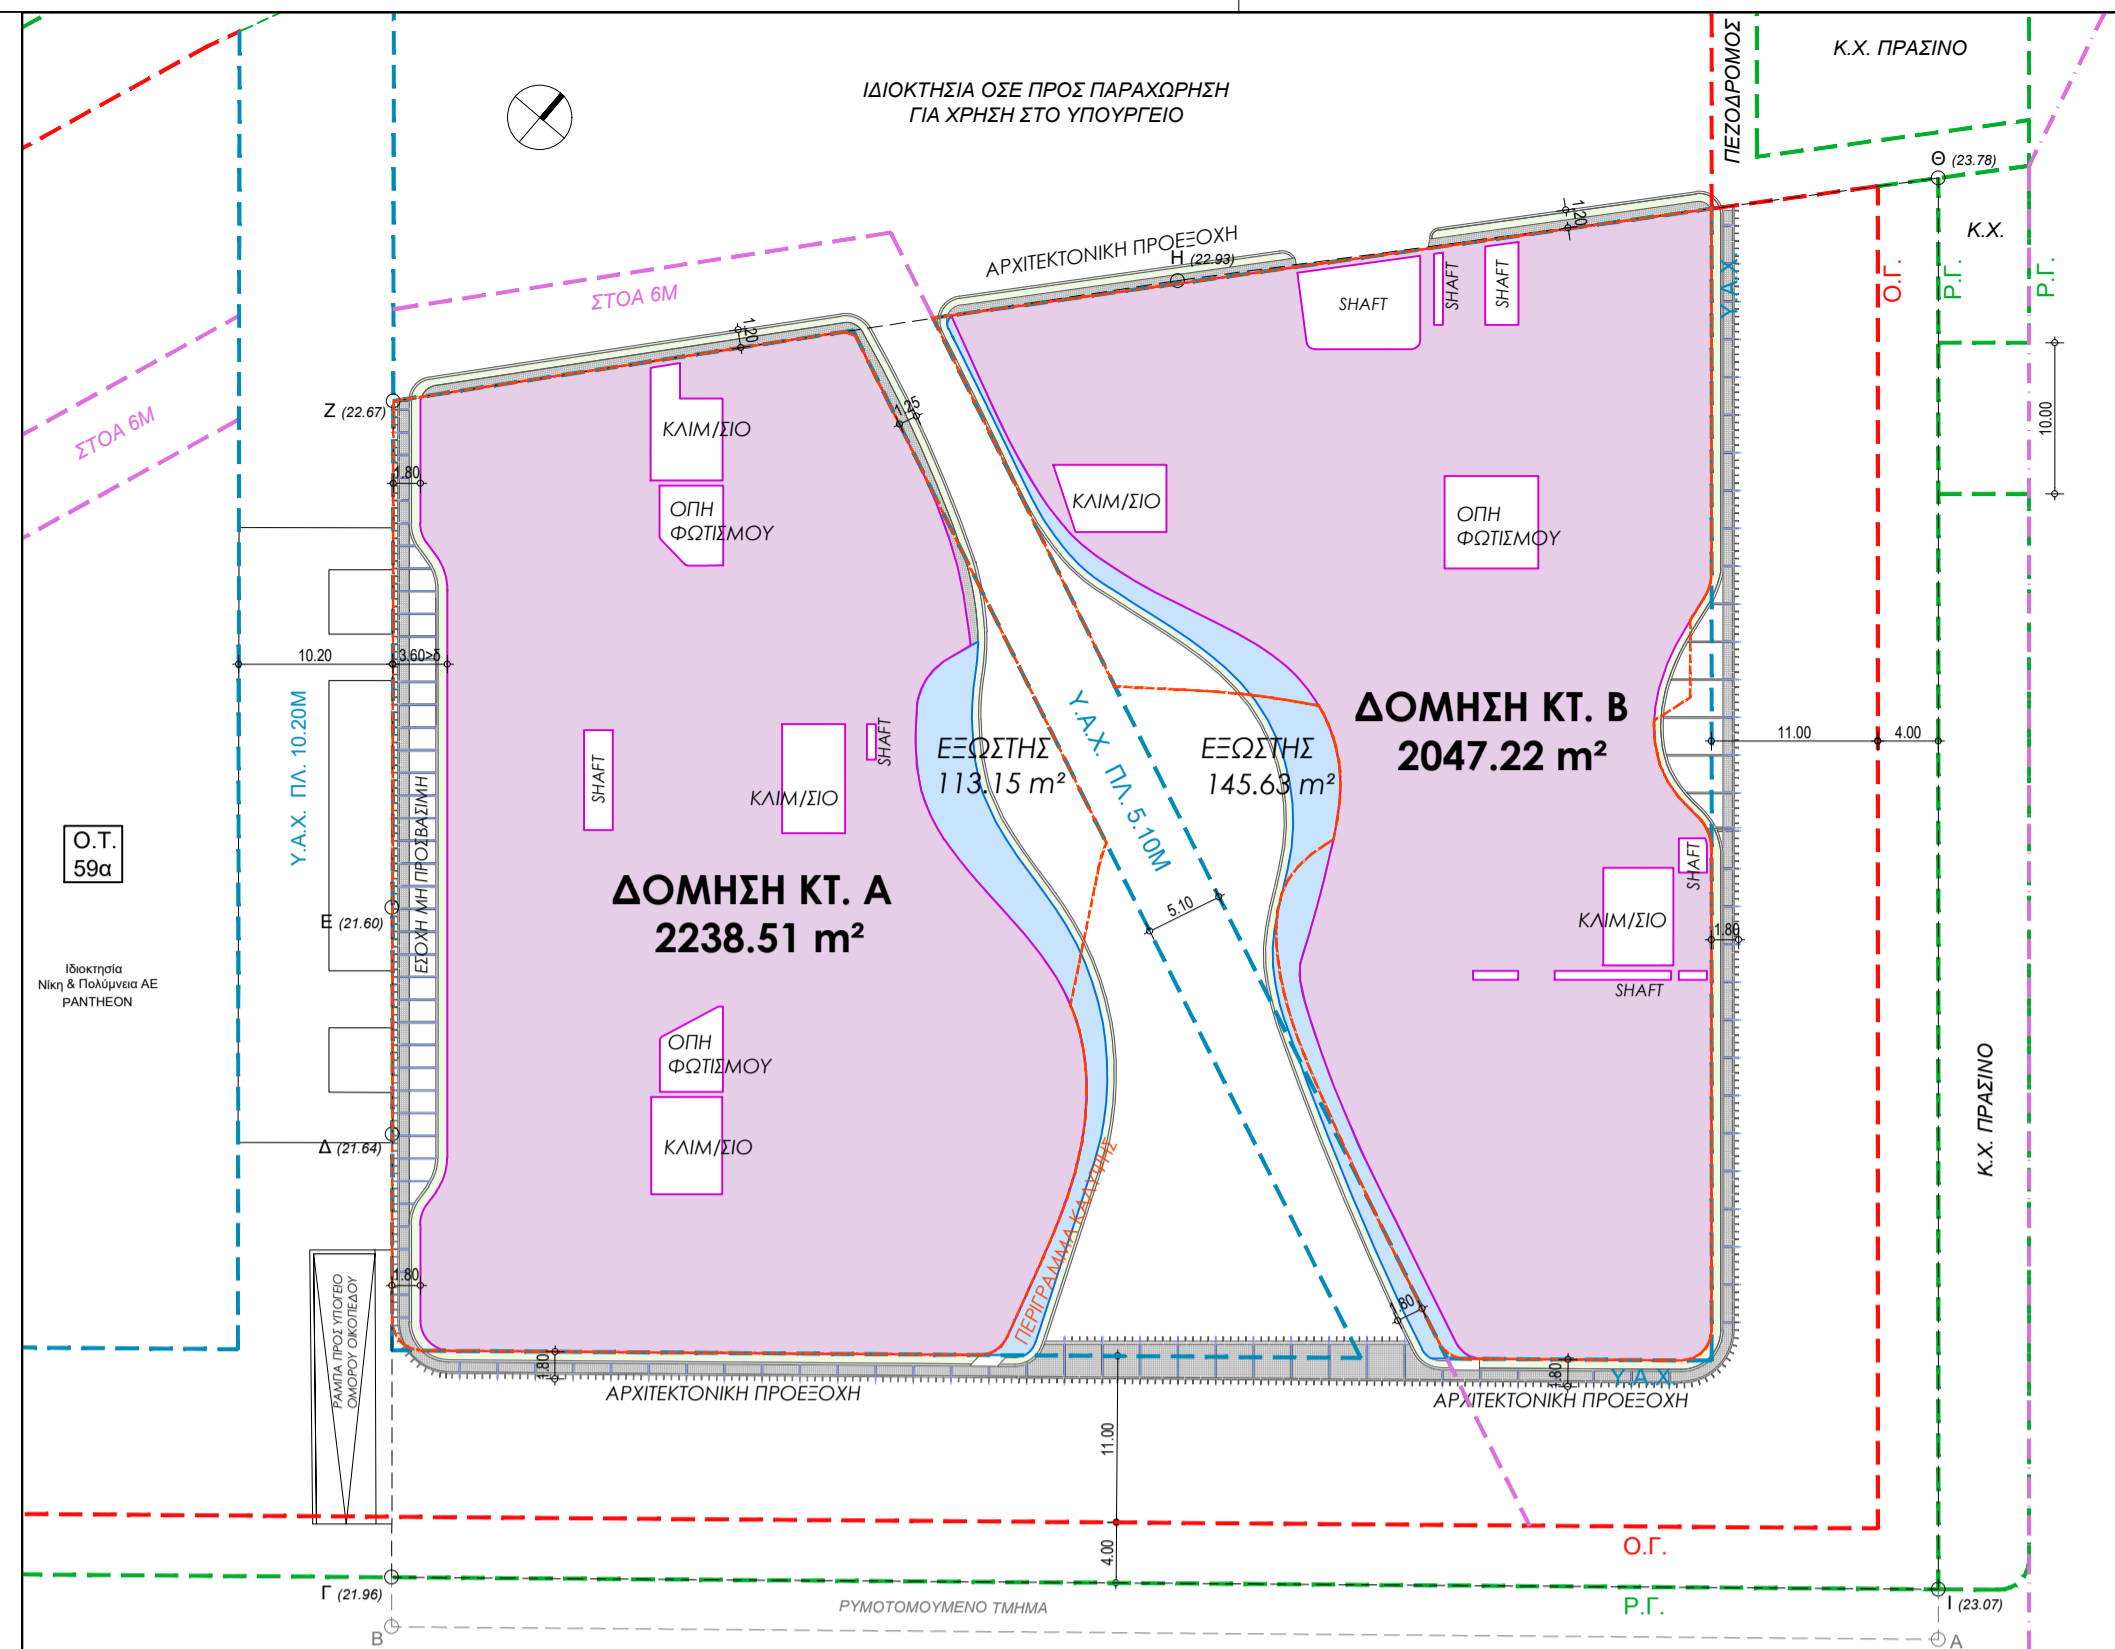 ΙΔΙΟΚΤΗΣΙΑ ΟΣΕ ΠΡΟΣ ΠΑΡΑΧΩΡΗΣΗ
ΓΙΑ ΧΡΗΣΗ ΣΤΟ ΥΠΟΥΡΓΕΙΟ
ΠΕΖΟΔΡΟΜΟΣ
Κ.Χ. ΠΡΑΣΙΝΟ
Θ (23.78)
Κ.Χ.
Ο.Γ.
Ρ.Γ.
Ρ.Γ.
Υ.Α.Χ.
1.20
ΑΡΧΙΤΕΚΤΟΝΙΚΗ ΠΡΟΕΞΟΧΗ
Η (22.93)
ΣΤΟΑ 6Μ
ΣΤΟΑ 6Μ
SHAFT
SHAFT
SHAFT
1.20
1.25
10.00
Ζ (22.67)
1.80
ΚΛΙΜ/ΣΙΟ
ΟΠΗ
ΦΩΤΙΣΜΟΥ
ΚΛΙΜ/ΣΙΟ
ΟΠΗ
ΦΩΤΙΣΜΟΥ
10.20
3.60>δ
Υ.Α.Χ. ΠΛ. 10.20Μ
ΕΣΟΧΗ ΜΗ ΠΡΟΣΒΑΣΙΜΗ
SHAFT
ΚΛΙΜ/ΣΙΟ
SHAFT
ΕΞΩΣΤΗΣ
113.15 m²
Υ.Α.Χ. ΠΛ. 5.10Μ
5.10
ΕΞΩΣΤΗΣ
145.63 m²
ΔΟΜΗΣΗ ΚΤ. Β
2047.22 m²
11.00
4.00
Ο.Τ.
59α
ΔΟΜΗΣΗ ΚΤ. Α
2238.51 m²
SHAFT
ΚΛΙΜ/ΣΙΟ
1.80
SHAFT
Ε (21.60)
Ιδιοκτησία
Νίκη & Πολύμνεια ΑΕ
PANTHEON
ΟΠΗ
ΦΩΤΙΣΜΟΥ
ΚΛΙΜ/ΣΙΟ
Δ (21.64)
Κ.Χ. ΠΡΑΣΙΝΟ
ΠΕΡΙΓΡΑΜΜΑ ΚΑΛΥΨΗΣ
1.80
1.80
ΡΑΜΠΑ ΠΡΟΣ ΥΠΟΓΕΙΟ
ΟΜΟΡΟΥ ΟΙΚΟΠΕΔΟΥ
1.80
1.80
Υ.Α.Χ.
ΑΡΧΙΤΕΚΤΟΝΙΚΗ ΠΡΟΕΞΟΧΗ
ΑΡΧΙΤΕΚΤΟΝΙΚΗ ΠΡΟΕΞΟΧΗ
11.00
4.00
Ο.Γ.
Γ (21.96)
ΡΥΜΟΤΟΜΟΥΜΕΝΟ ΤΜΗΜΑ
Ρ.Γ.
Ι (23.07)
Β
Α